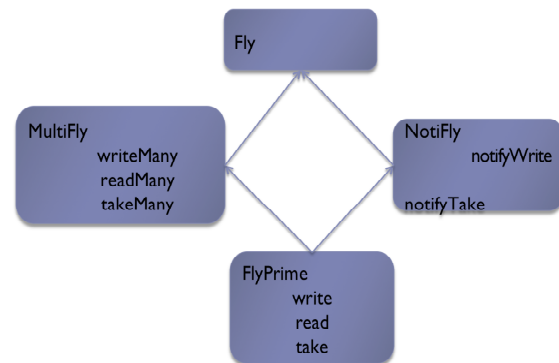 Fly
MultiFly
writeMany
readMany
takeMany
NotiFly
notifyWrite
notifyTake
FlyPrime
write
read
take